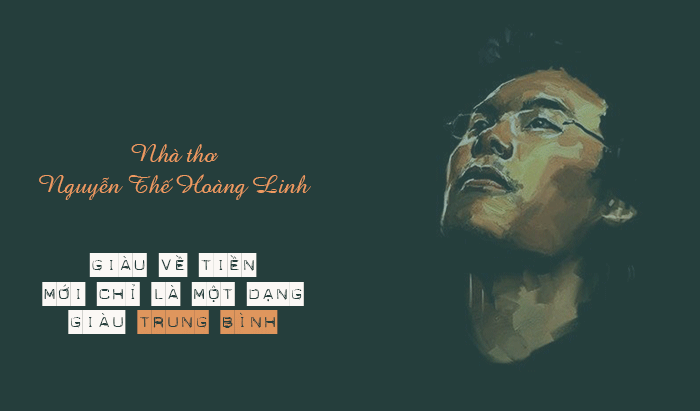 Nhà thơ
Nguyễn Thế Hoàng Linh
GIÀU VỀ TIỀN
MỚI CHỈ LÀ MỘT DẠNG
GIÀU TRUNG BÌNH